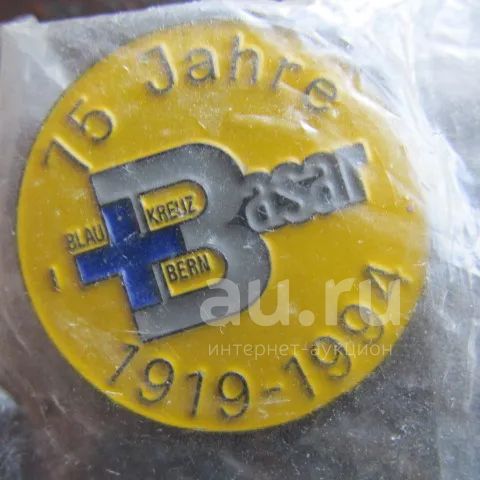 75 Jahre
Basar
BLAU KREUZ
BERN
1919-1994
au.ru
интернет-аукцион